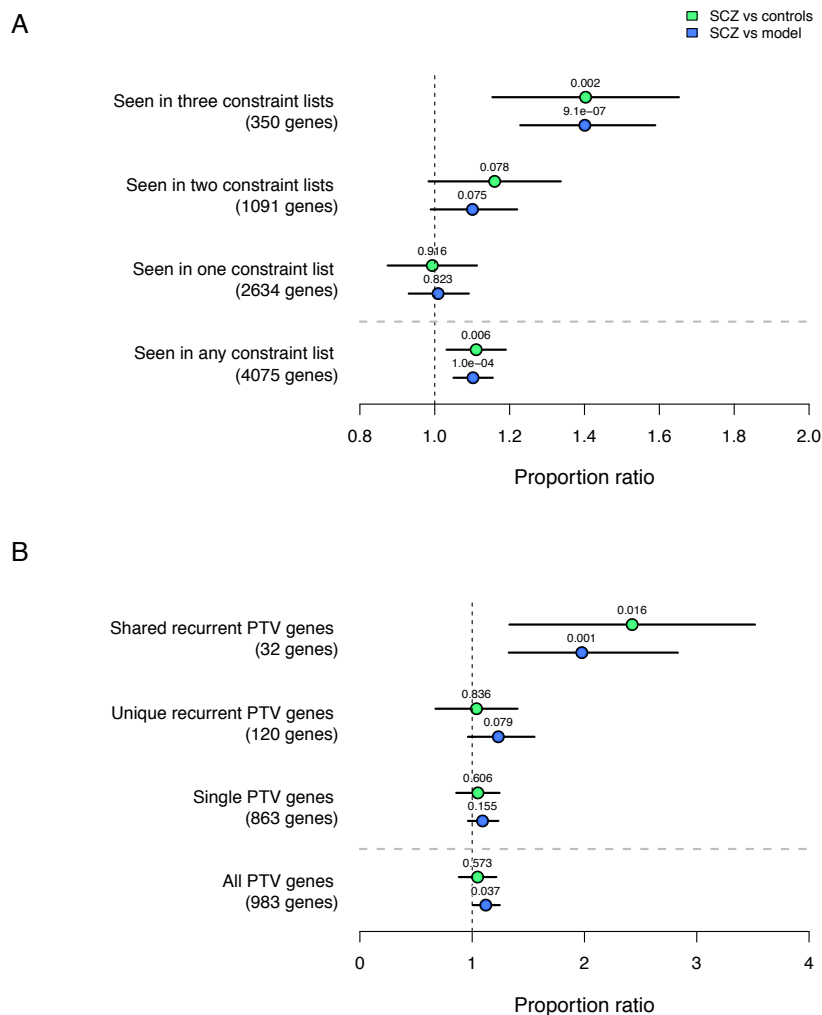 A
SCZ vs controls
SCZ vs model
Seen in three constraint lists
(350 genes)
0.002
9.1e−07
Seen in two constraint lists
(1091 genes)
0.078
0.075
Seen in one constraint list
(2634 genes)
0.916
0.823
Seen in any constraint list
(4075 genes)
0.006
1.0e−04
0.8 1.0 1.2 1.4 1.6 1.8 2.0
Proportion ratio
B
Shared recurrent PTV genes
(32 genes)
0.016
0.001
Unique recurrent PTV genes
(120 genes)
0.836
0.079
Single PTV genes
(863 genes)
0.606
0.155
All PTV genes
(983 genes)
0.573
0.037
0 1 2 3 4
Proportion ratio